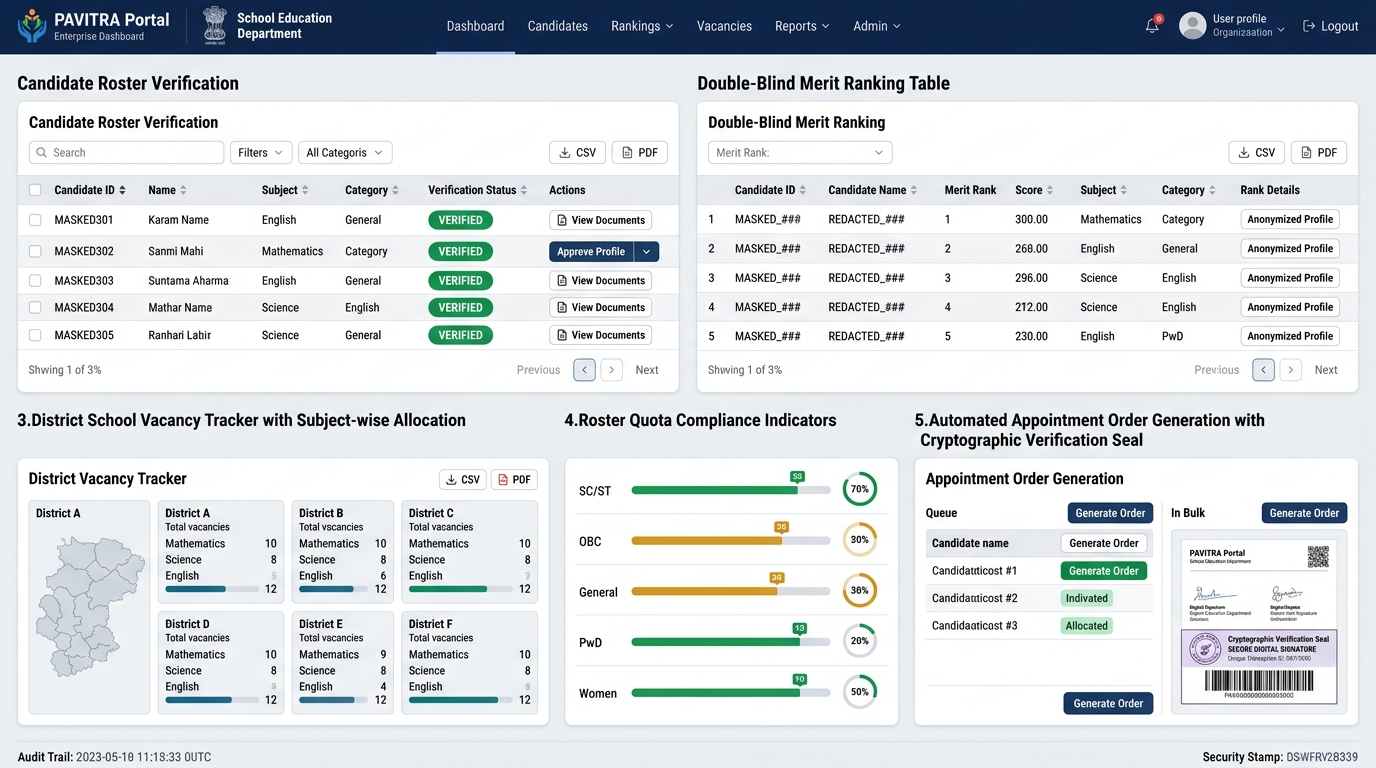 PAVITRA Portal
Enterprise Dashboard
School Education
Department
Dashboard
Candidates
Rankings
Vacancies
Reports
Admin
0
User profile
Organizaation
Logout
Candidate Roster Verification
Candidate Roster Verification
Search
Filters
All Categoris
CSV
PDF
Candidate ID Name Subject Category Verification Status Actions
MASKED301 Karam Name English General VERIFIED View Documents
MASKED302 Sanmi Mahi Mathematics Category VERIFIED Appreve Profile
MASKED303 Suntama Aharma English General VERIFIED View Documents
MASKED304 Mathar Name Science English VERIFIED View Documents
MASKED305 Ranhari Labir Science General VERIFIED View Documents
Shwing 1 of 3%
Previous
Next
Double-Blind Merit Ranking Table
Double-Blind Merit Ranking
Merit Rank:
CSV
PDF
Candidate ID Candidate Name Merit Rank Score Subject Category Rank Details
1 MASKED_### REDACTED_### 1 300.00 Mathematics Category Anonymized Profile
2 MASKED_### REDACTED_### 2 268.00 English General Anonymized Profile
3 MASKED_### REDACTED_### 3 296.00 Science English Anonymized Profile
4 MASKED_### REDACTED_### 4 272.00 Science English Anonymized Profile
5 MASKED_### REDACTED_### 5 230.00 English PwD Anonymized Profile
Shwing 1 of 3%
Previous
Next
3.District School Vacancy Tracker with Subject-wise Allocation
District Vacancy Tracker
CSV
PDF
District A
District A
Total vacancies
Mathematics 10
Science 8
English
12
District B
Total vacancies
Mathematics 10
Science 8
English 6
12
District C
Total vacancies
Mathematics 10
Science 8
English
12
District D
Total vacancies
Mathematics 10
Science 8
English
12
District E
Total vacancies
Mathematics 9
Science 8
English 4
12
District F
Total vacancies
Mathematics 10
Science 8
English
12
4.Roster Quota Compliance Indicators
SC/ST 70%
OBC 30%
General 36%
PwD 20%
Women 50%
5.Automated Appointment Order Generation with
Cryptographic Verification Seal
Appointment Order Generation
Queue
Generate Order
Candidate name Generate Order
Candidatticost #1 Generate Order
Candidatticost #2 Indivated
Candidaatticost #3 Allocated
Generate Order
In Bulk
Generate Order
PAVITRA Portal
Cryptographis Verification Seal
SECORE DIGITAL SIGNATURE
Audit Trail: 2023-05-10 11:18:33 0UTC
Security Stamp: DSWFRV28339